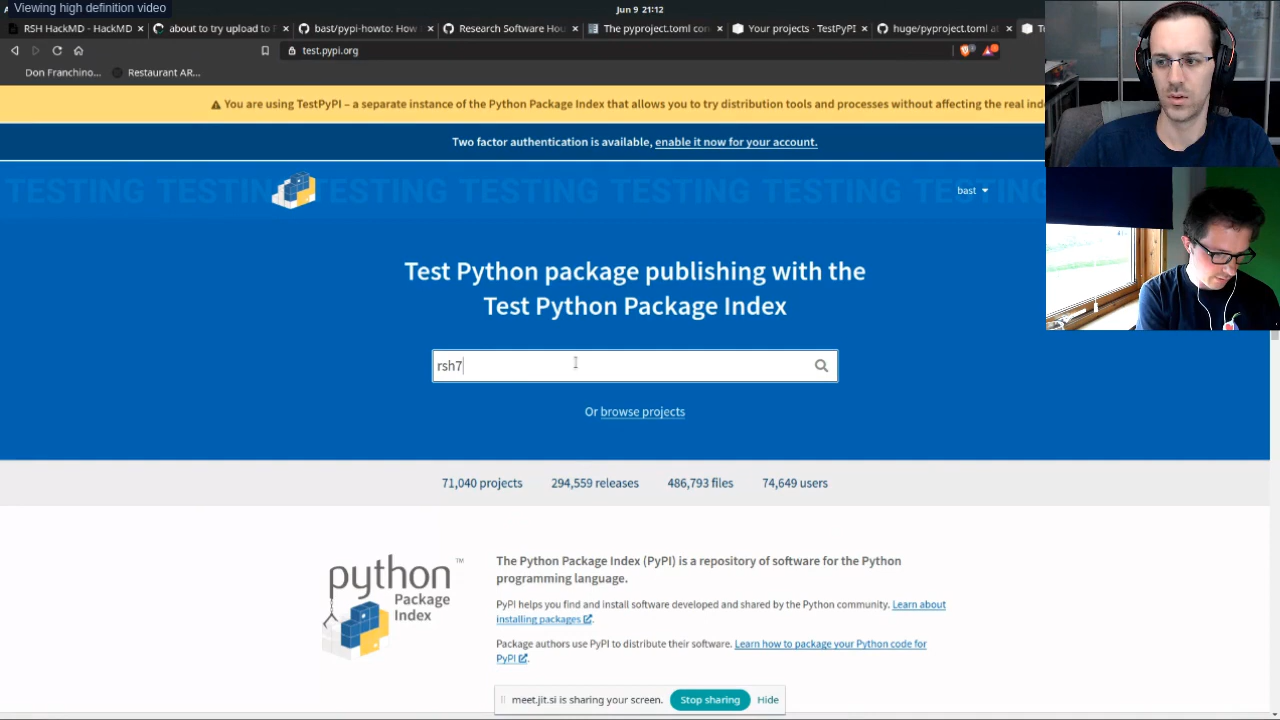 Viewing high definition video
Jun 9 21:12
RSH HackMD - HackMD
about to try upload to F
bast/pypi-howto: How
Research Software Hou
The pyproject.toml con
Your projects · TestPyPI
huge/pyproject.toml at
test.pypi.org
Don Franchino...
Restaurant AR...
You are using TestPyPI – a separate instance of the Python Package Index that allows you to try distribution tools and processes without affecting the real inde
Two factor authentication is available, enable it now for your account.
TESTING TESTING TESTING TESTING TESTING TESTING TESTING
bast
Test Python package publishing with the
Test Python Package Index
rsh7
Or browse projects
71,040 projects
294,559 releases
486,793 files
74,649 users
python
Package
Index
TM
The Python Package Index (PyPI) is a repository of software for the Python
programming language.
PyPI helps you find and install software developed and shared by the Python community. Learn about
installing packages.
Package authors use PyPI to distribute their software. Learn how to package your Python code for
PyPI.
meet.jit.si is sharing your screen.
Stop sharing
Hide